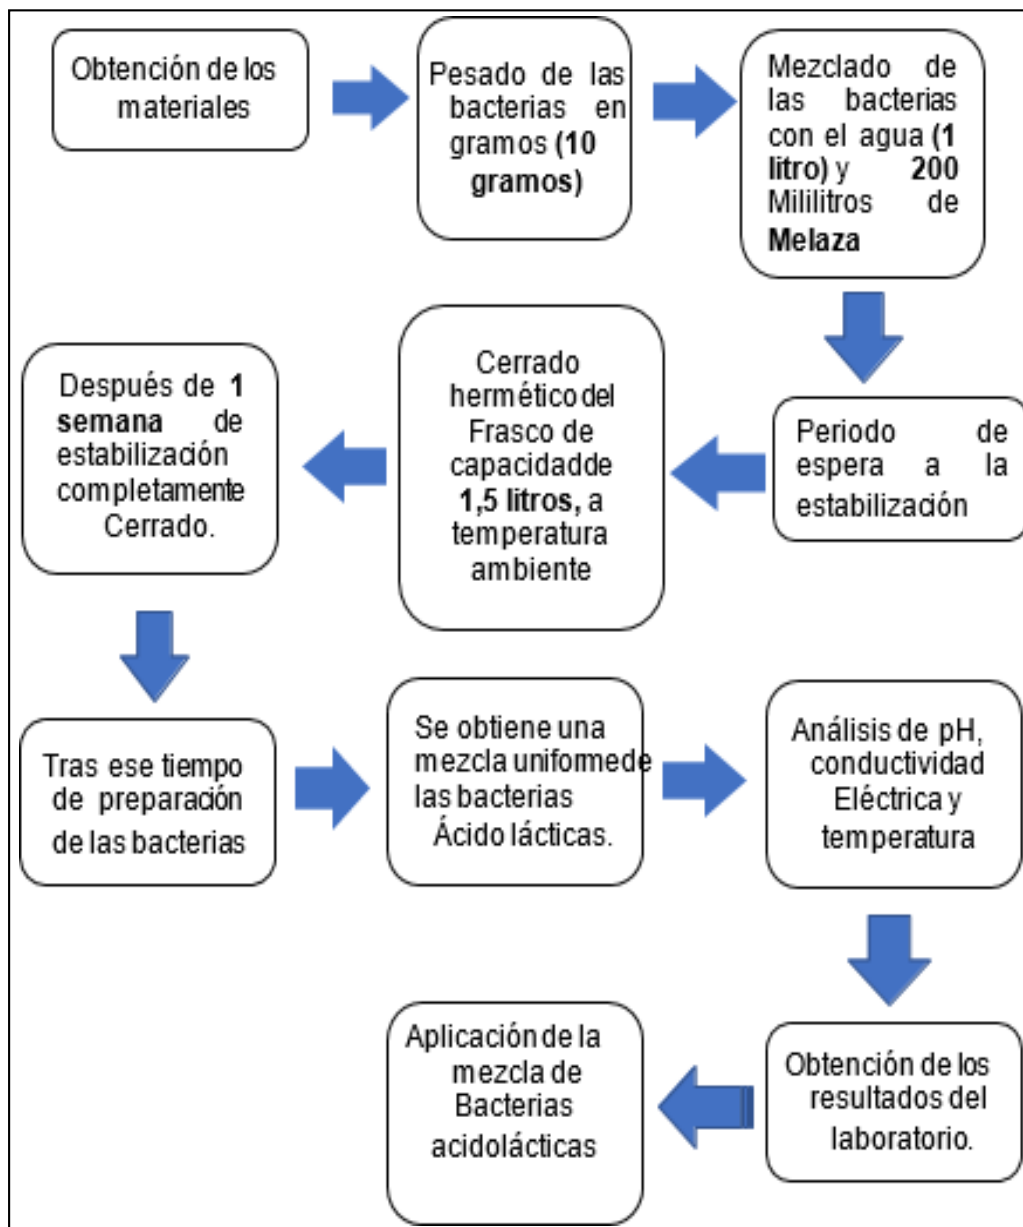 Obtención de los
materiales
Pesado de las
bacterias en
gramos (10
gramos)
Mezclado de
las bacterias
con el agua (1
litro) y 200
Mililitros de
Melaza
Periodo de
espera a la
estabilización
Cerrado
hermético del
Frasco de
capacidadde
1,5 litros, a
temperatura
ambiente
Después de 1
semana de
estabilización
completamente
Cerrado.
Tras ese tiempo
de preparación
de las bacterias
Se obtiene una
mezcla uniformede
las bacterias
Ácido lácticas.
Análisis de pH,
conductividad
Eléctrica y
temperatura
Obtención de los
resultados del
laboratorio.
Aplicación de la
mezcla de
Bacterias
acidolácticas